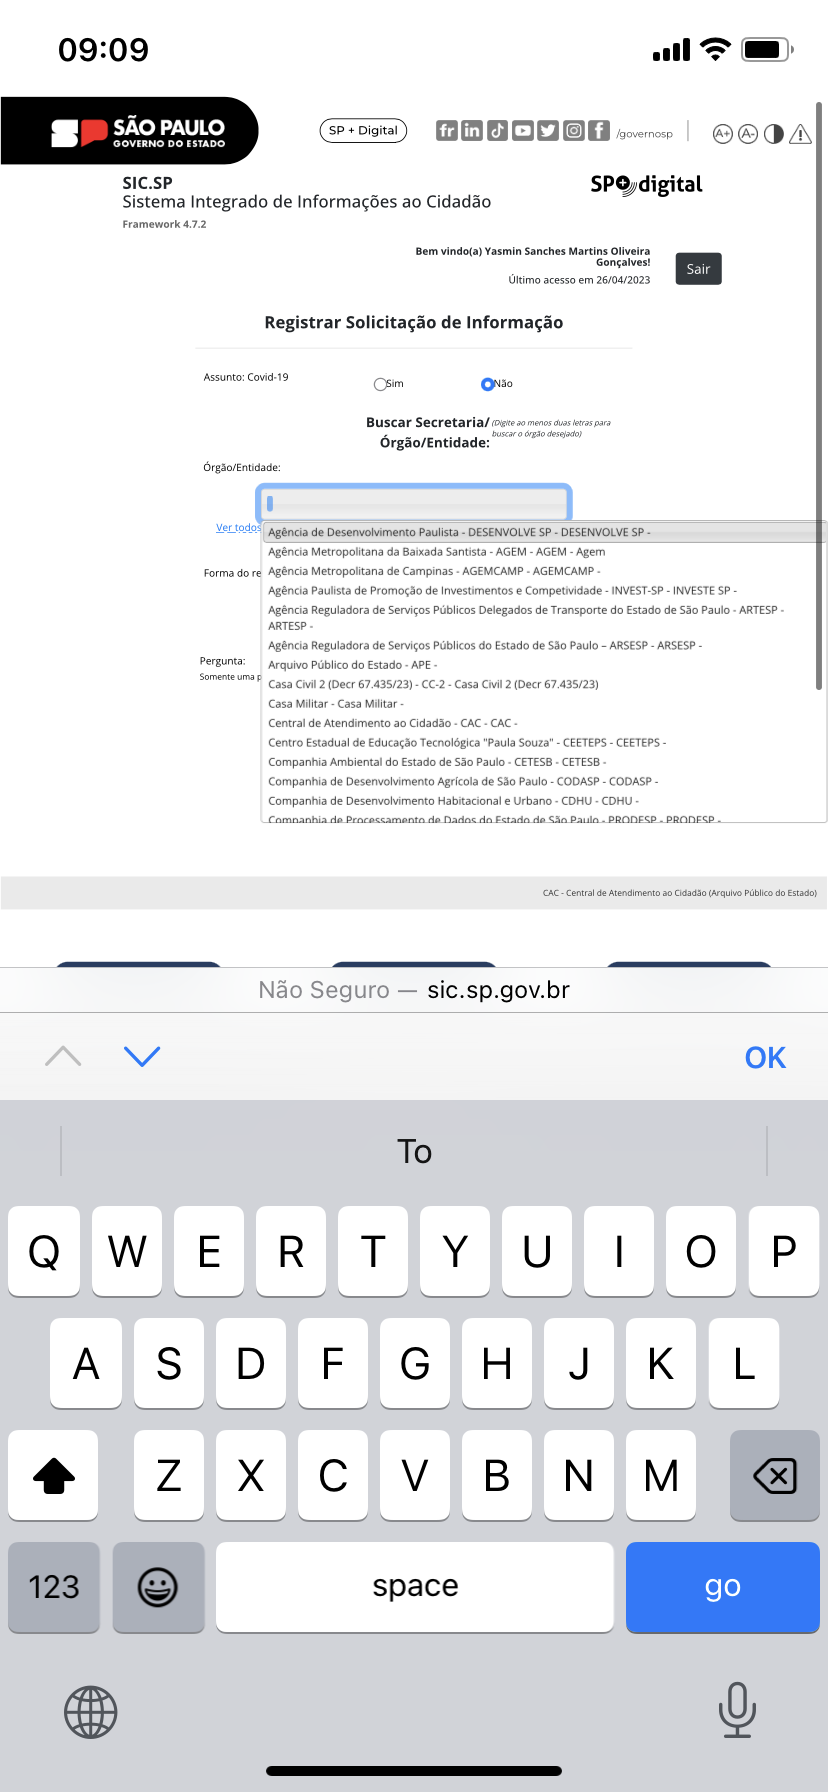 09:09
SÃO PAULO
GOVERNO DO ESTADO
SP + Digital
/governosp
A+ A-
SIC.SP
Sistema Integrado de Informações ao Cidadão
Framework 4.7.2
SP+digital
Bem vindo(a) Yasmin Sanches Martins Oliveira
Gonçalves!
Último acesso em 26/04/2023
Sair
Registrar Solicitação de Informação
Assunto: Covid-19
Sim
Não
Buscar Secretaria/
Órgão/Entidade:
(Digite ao menos duas letras para
buscar o órgão desejado)
Órgão/Entidade:
Ver todos
Agência de Desenvolvimento Paulista - DESENVOLVE SP - DESENVOLVE SP -
Agência Metropolitana da Baixada Santista - AGEM - AGEM - Agem
Agência Metropolitana de Campinas - AGEMCAMP - AGEMCAMP -
Agência Paulista de Promoção de Investimentos e Competividade - INVEST-SP - INVESTE SP -
Agência Reguladora de Serviços Públicos Delegados de Transporte do Estado de São Paulo - ARTESP -
ARTESP -
Agência Reguladora de Serviços Públicos do Estado de São Paulo – ARSESP - ARSESP -
Arquivo Público do Estado - APE -
Casa Civil 2 (Decr 67.435/23) - CC-2 - Casa Civil 2 (Decr 67.435/23)
Casa Militar - Casa Militar -
Central de Atendimento ao Cidadão - CAC - CAC -
Centro Estadual de Educação Tecnológica "Paula Souza" - CEETEPS - CEETEPS -
Companhia Ambiental do Estado de São Paulo - CETESB - CETESB -
Companhia de Desenvolvimento Agrícola de São Paulo - CODASP - CODASP -
Companhia de Desenvolvimento Habitacional e Urbano - CDHU - CDHU -
Companhia de Processamento de Dados do Estado de São Paulo - PRODESP - PRODESP -
Forma do re
Pergunta:
Somente uma p
CAC - Central de Atendimento ao Cidadão (Arquivo Público do Estado)
Não Seguro — sic.sp.gov.br
OK
To
Q W E R T Y U I O P
A S D F G H J K L
Z X C V B N M
123 space go